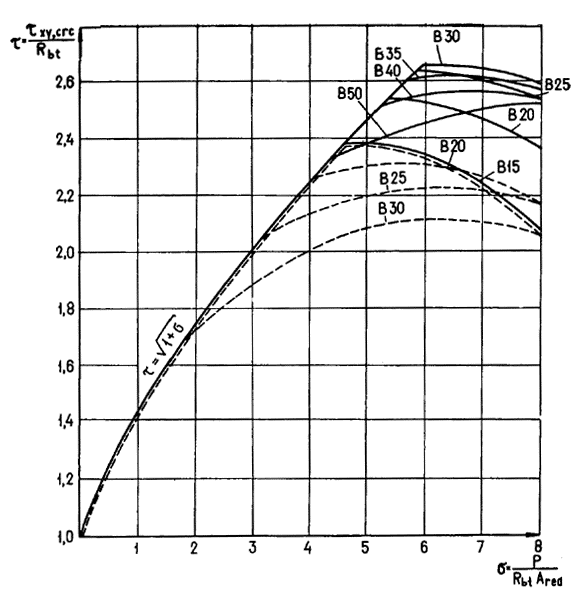 τ = τxy,crc / Rbt
2,6
2,4
2,2
2,0
1,8
1,6
1,4
1,2
1,0
B30
B35
B40
B25
B50
B20
B20
B15
B25
B30
τ = √1+σ
1 2 3 4 5 6 7 8
σ = P / Rbt Ared